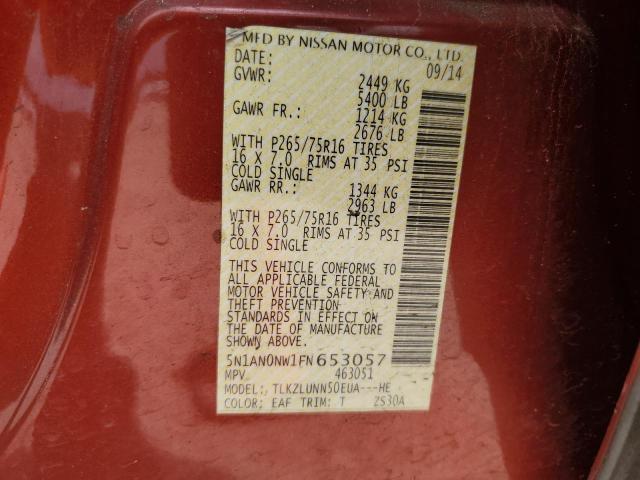 MFD BY NISSAN MOTOR CO., LTD.
DATE: 09/14
GVWR: 2449 KG
5400 LB
GAWR FR.: 1214 KG
2676 LB
WITH P265/75R16 TIRES
16 X 7.0 RIMS AT 35 PSI
COLD SINGLE
GAWR RR.: 1344 KG
2963 LB
WITH P265/75R16 TIRES
16 X 7.0 RIMS AT 35 PSI
COLD SINGLE
THIS VEHICLE CONFORMS TO
ALL APPLICABLE FEDERAL
MOTOR VEHICLE SAFETY AND
THEFT PREVENTION
STANDARDS IN EFFECT ON
THE DATE OF MANUFACTURE
SHOWN ABOVE.
5N1AN0NW1FN653057
MPV 463051
MODEL: TLKZLUNN50EUA---HE
COLOR: EAF TRIM: T ZS30A